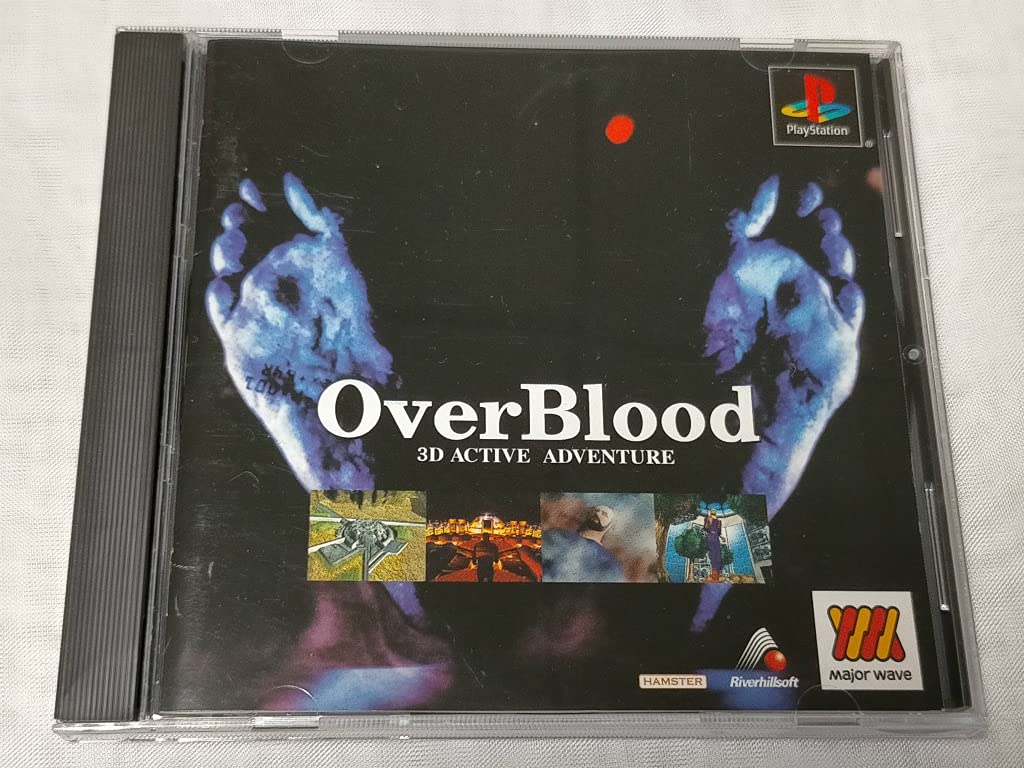 PlayStation
OverBlood
3D ACTIVE ADVENTURE
HAMSTER
Riverhillsoft
major wave